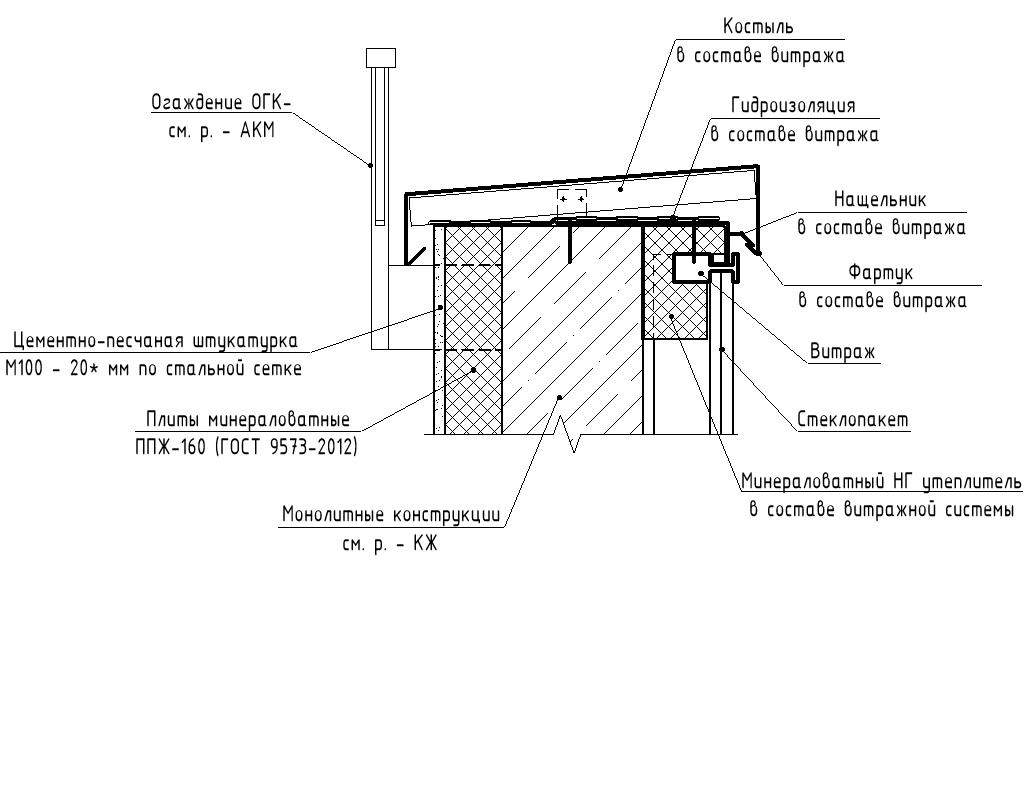 Костыль
в составе витража
Огаждение ОГК-
см. р. - АКМ
Гидроизоляция
в составе витража
Нащельник
в составе витража
Фартук
в составе витража
Цементно-песчаная штукатурка
М100 - 20* мм по стальной сетке
Витраж
Плиты минераловатные
ППЖ-160 (ГОСТ 9573-2012)
Стеклопакет
Минераловатный НГ утеплитель
в составе витражной системы
Монолитные конструкции
см. р. - КЖ